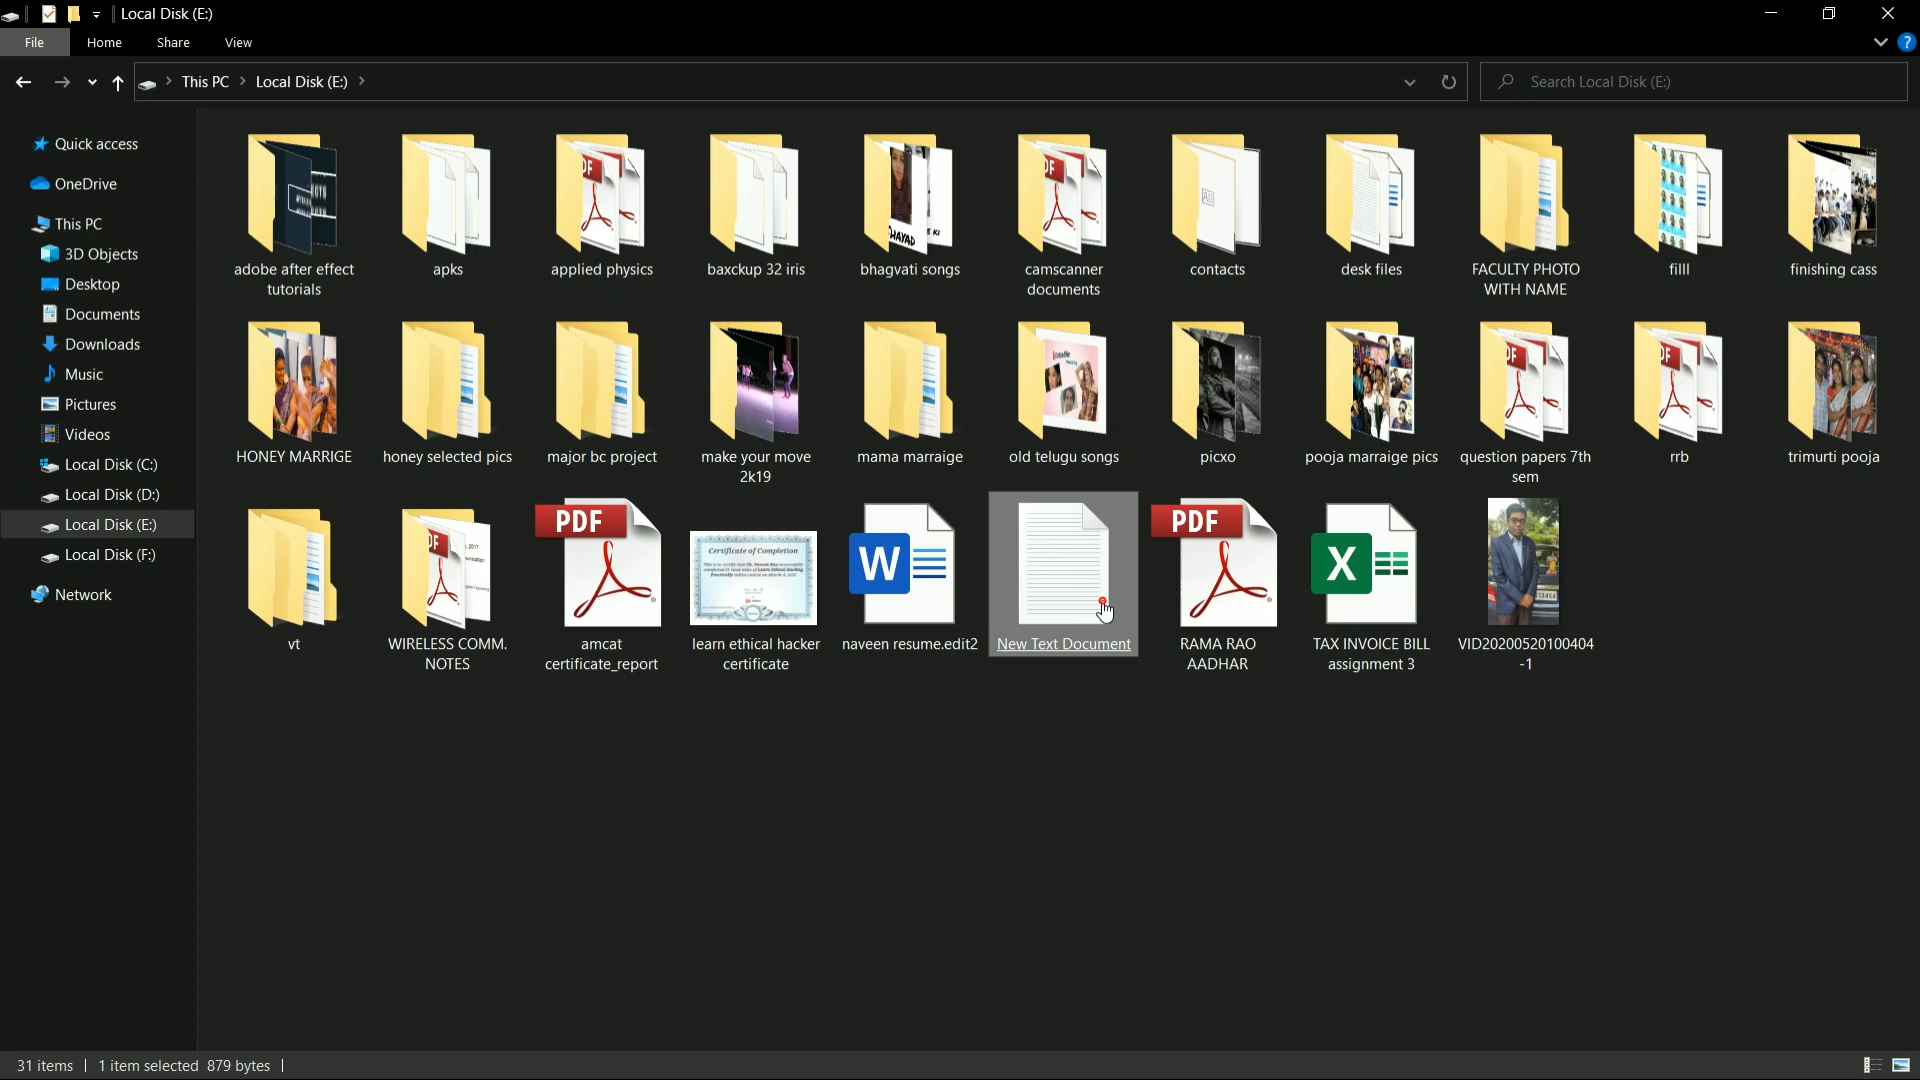 Local Disk (E:)
File Home Share View
This PC Local Disk (E:)
Search Local Disk (E:)
Quick access
OneDrive
This PC
3D Objects
Desktop
Documents
Downloads
Music
Pictures
Videos
Local Disk (C:)
Local Disk (D:)
Local Disk (E:)
Local Disk (F:)
Network
adobe after effect
tutorials
apks
applied physics
baxckup 32 iris
bhagvati songs
camscanner
documents
contacts
desk files
FACULTY PHOTO
WITH NAME
filll
finishing cass
HONEY MARRIGE
honey selected pics
major bc project
make your move
2k19
mama marraige
old telugu songs
picxo
pooja marraige pics
question papers 7th
sem
rrb
trimurti pooja
vt
WIRELESS COMM.
NOTES
PDF
amcat
certificate_report
Certificate of Completion
learn ethical hacker
certificate
W
naveen resume.edit2
New Text Document
PDF
RAMA RAO
AADHAR
X
TAX INVOICE BILL
assignment 3
VID20200520100404
-1
31 items 1 item selected 879 bytes